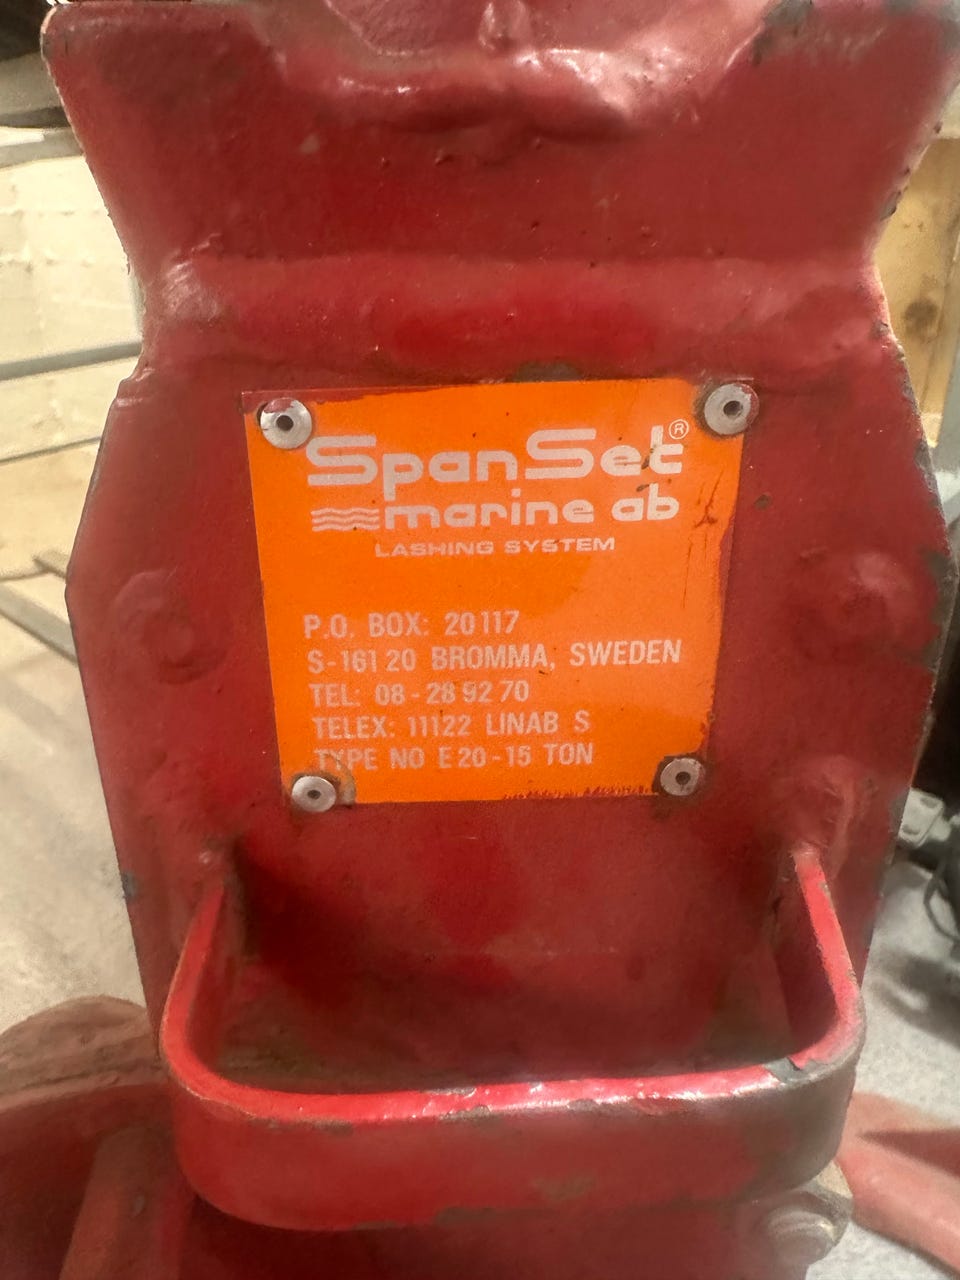 SpanSet®
marine ab
LASHING SYSTEM
P.O. BOX: 20117
S-161 20 BROMMA, SWEDEN
TEL: 08-28 92 70
TELEX: 11122 LINAB S
TYPE NO E20-15 TON